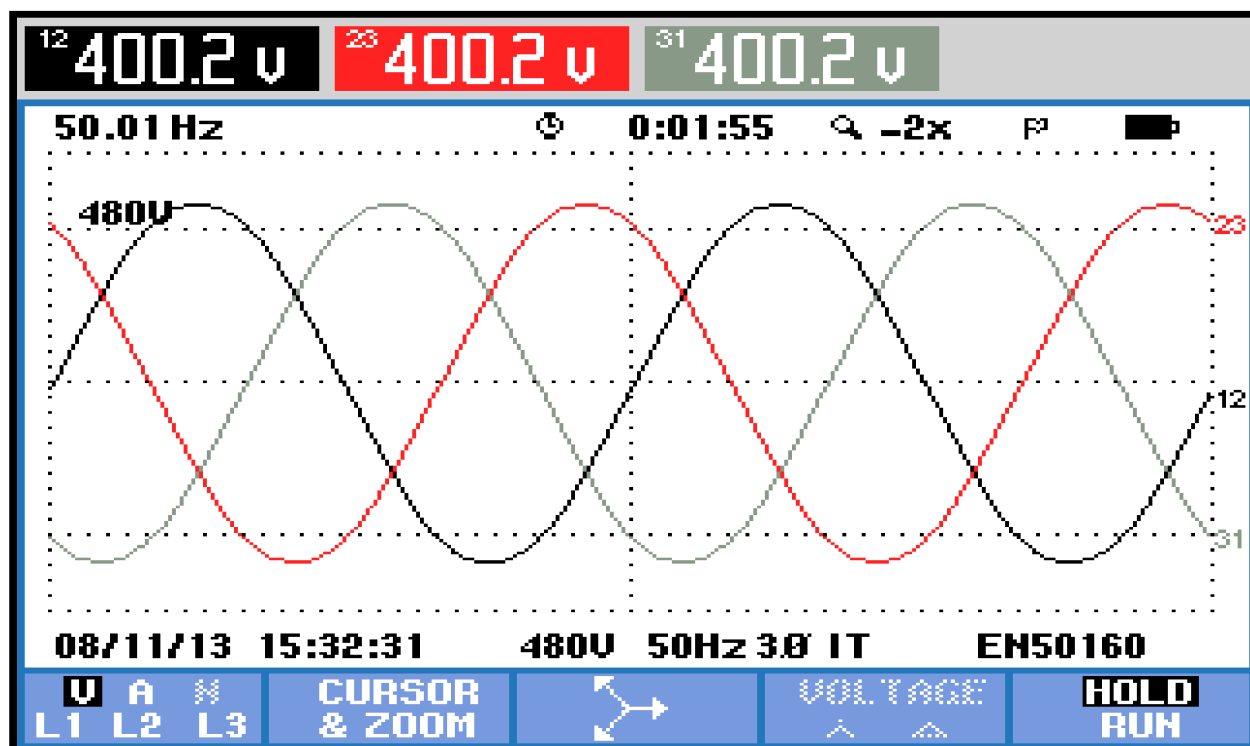 12 400.2 V 23 400.2 V 31 400.2 V
50.01 Hz 0:01:55 -2x
480V
23
12
31
08/11/13 15:32:31 480V 50Hz 3.Ø IT EN50160
V A N
L1 L2 L3
CURSOR
& ZOOM
VOLTAGE
HOLD
RUN